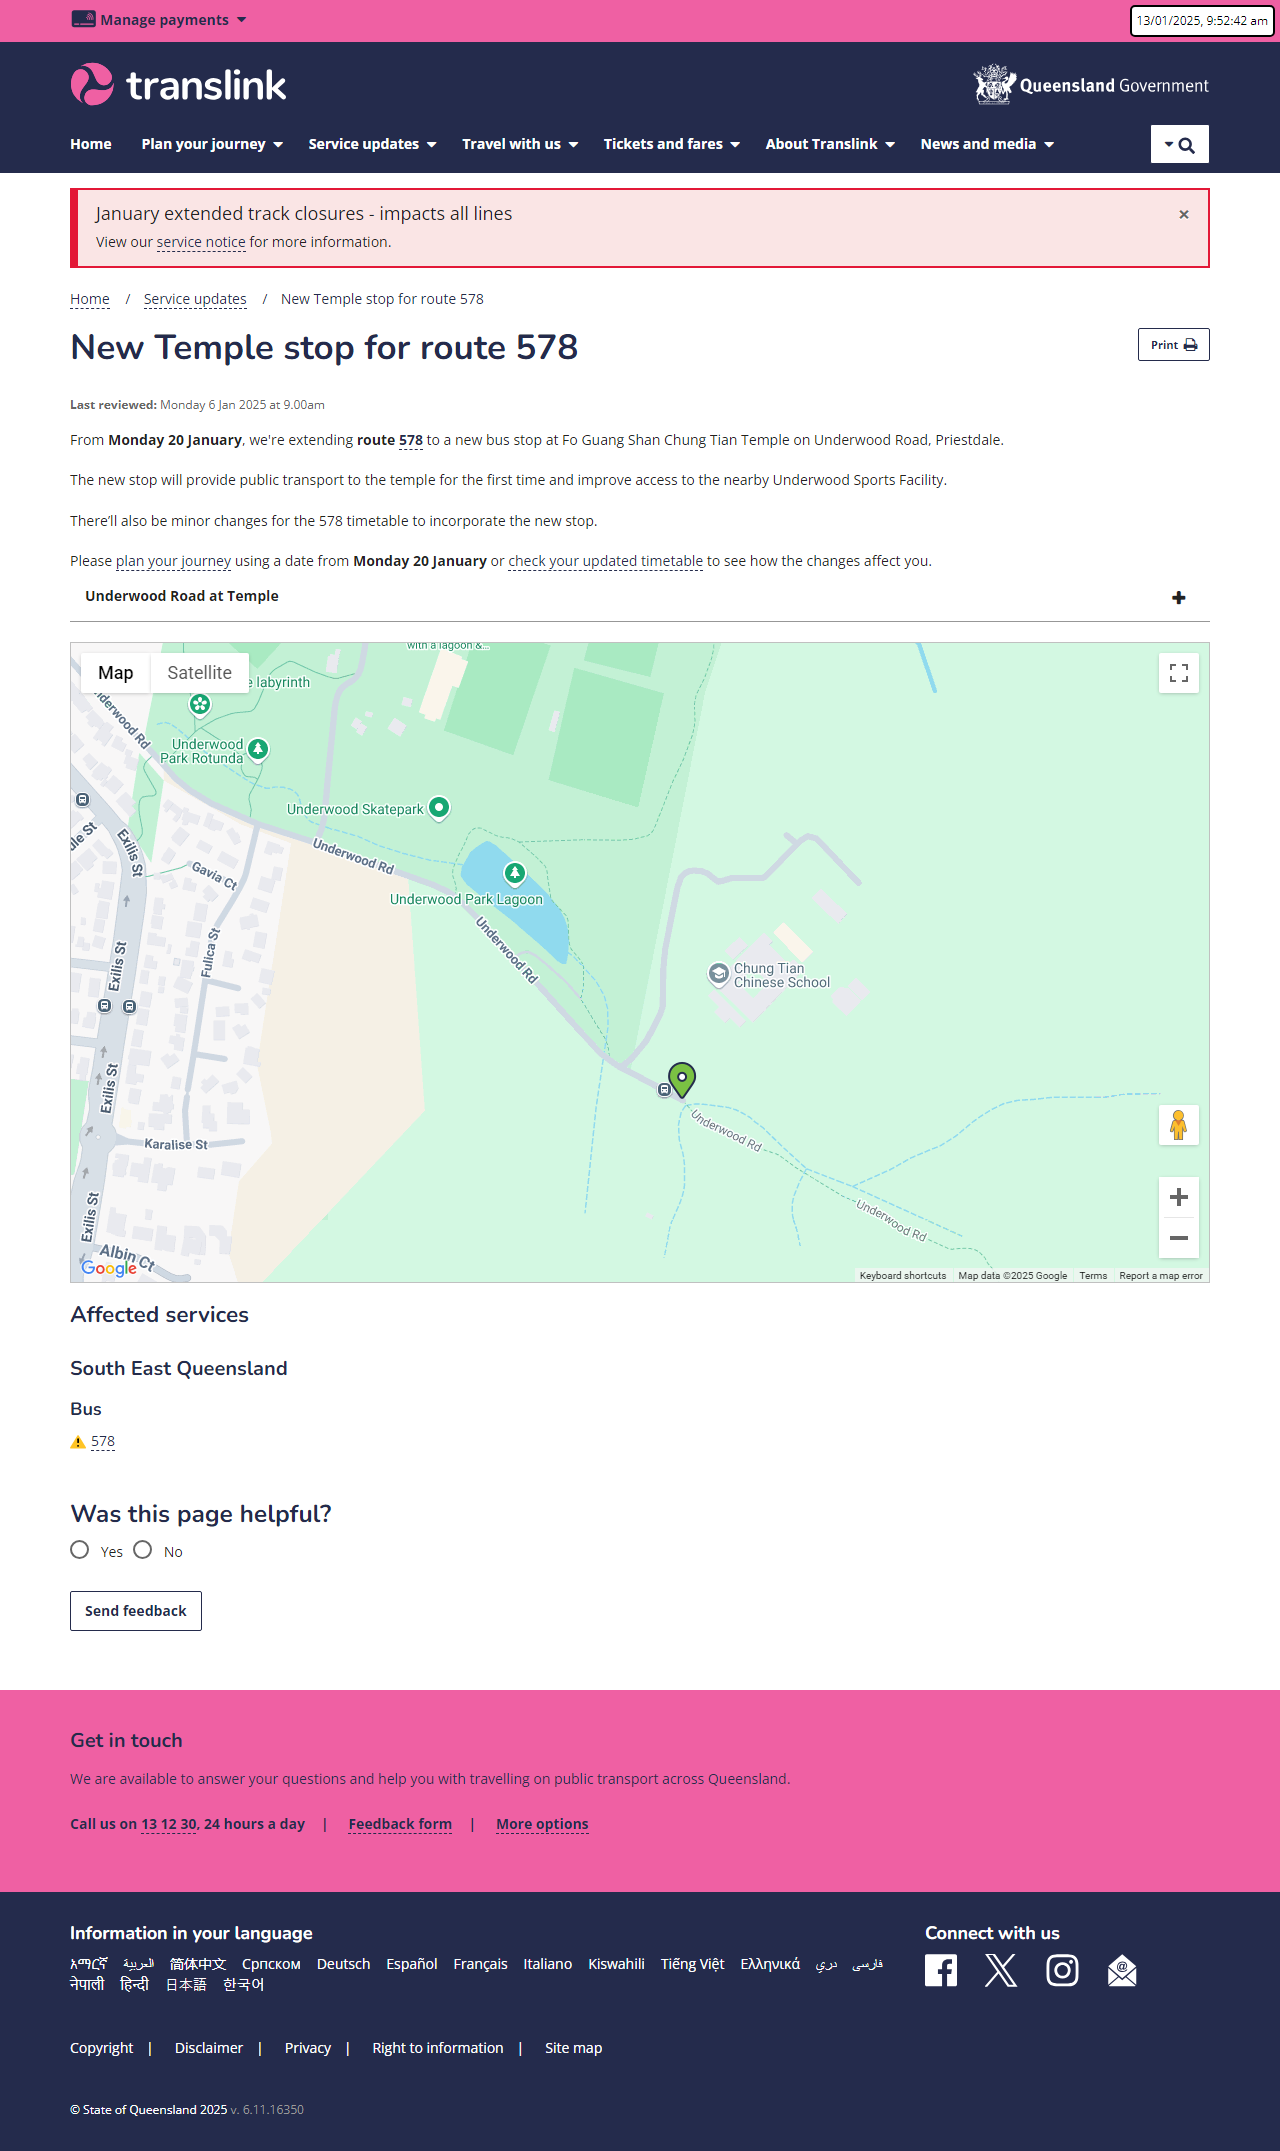 Manage payments
13/01/2025, 9:52:42 am
translink
Queensland Government
Home Plan your journey Service updates Travel with us Tickets and fares About Translink News and media
January extended track closures - impacts all lines
×
View our service notice for more information.
Home / Service updates / New Temple stop for route 578
New Temple stop for route 578
Print
Last reviewed: Monday 6 Jan 2025 at 9.00am
From Monday 20 January, we're extending route 578 to a new bus stop at Fo Guang Shan Chung Tian Temple on Underwood Road, Priestdale.
The new stop will provide public transport to the temple for the first time and improve access to the nearby Underwood Sports Facility.
There’ll also be minor changes for the 578 timetable to incorporate the new stop.
Please plan your journey using a date from Monday 20 January or check your updated timetable to see how the changes affect you.
Underwood Road at Temple
with a lagoon &...
Map Satellite
labyrinth
Underwood Rd
Underwood
Park Rotunda
Underwood Skatepark
Exilis St
Underwood Rd
Gavia Ct
Underwood Park Lagoon
Underwood Rd
Fulica St
Exilis St
Chung Tian
Chinese School
Exilis St
Underwood Rd
Karalise St
Exilis St
Underwood Rd
Albin Ct
Google
Keyboard shortcuts Map data ©2025 Google Terms Report a map error
Affected services
South East Queensland
Bus
578
Was this page helpful?
Yes No
Send feedback
Get in touch
We are available to answer your questions and help you with travelling on public transport across Queensland.
Call us on 13 12 30, 24 hours a day | Feedback form | More options
Information in your language
Connect with us
አማርኛ العربية 简体中文 Српском Deutsch Español Français Italiano Kiswahili Tiếng Việt Ελληνικά دری فارسی
नेपाली हिन्दी 日本語 한국어
Copyright | Disclaimer | Privacy | Right to information | Site map
© State of Queensland 2025 v. 6.11.16350